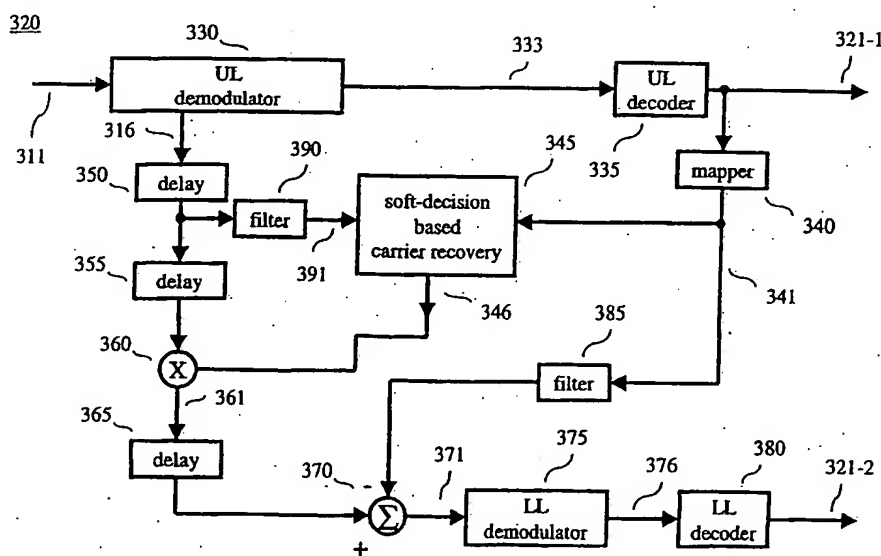 320
330
333
321-1
UL
demodulator
UL
decoder
316
311
390
345
335
350
delay
mapper
filter
soft-decision
based
carrier recovery
340
355
391
delay
346
341
385
360
X
filter
361
365
delay
375
380
370
-
371
376
321-2
Σ
LL
demodulator
LL
decoder
+